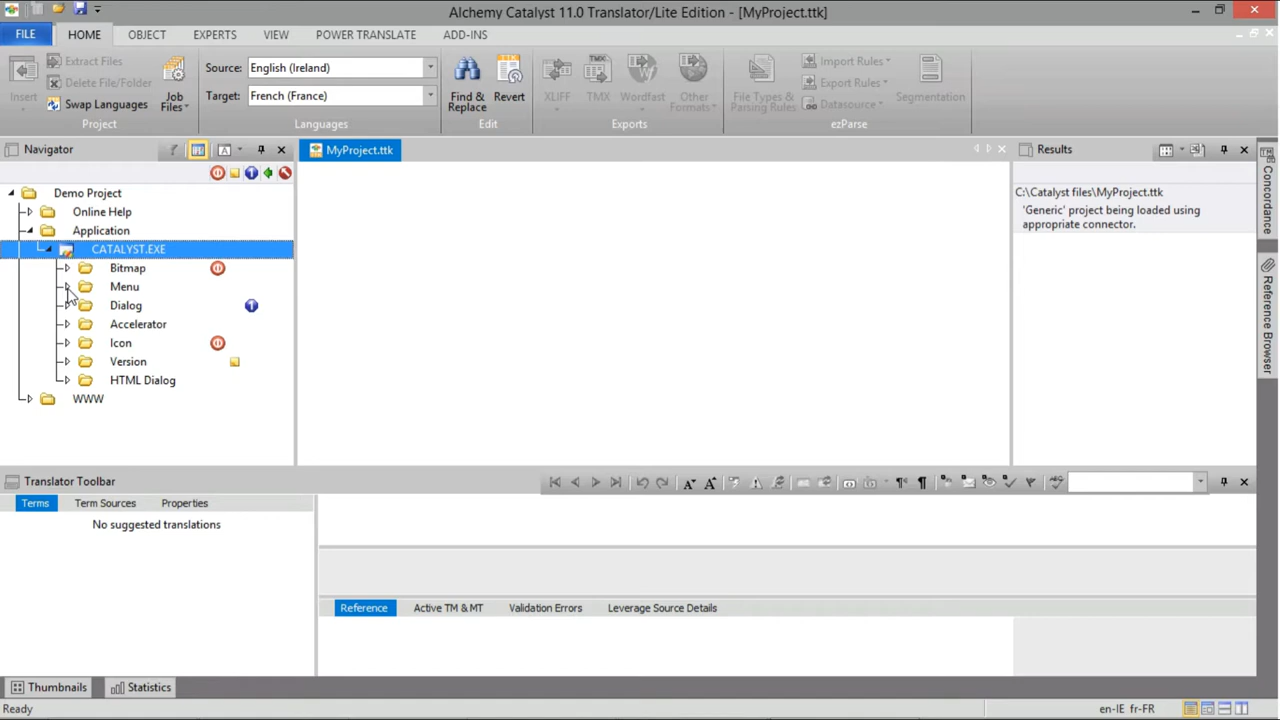 Alchemy Catalyst 11.0 Translator/Lite Edition - [MyProject.ttk]
FILE HOME OBJECT EXPERTS VIEW POWER TRANSLATE ADD-INS
Insert
Extract Files
Delete File/Folder
Swap Languages
Job Files
Project
Source: English (Ireland)
Target: French (France)
Languages
Find & Replace
Revert
Edit
XLIFF
TMX
Wordfast
Other Formats
Exports
File Types & Parsing Rules
Import Rules
Export Rules
Datasource
Segmentation
ezParse
Navigator
Demo Project
Online Help
Application
CATALYST.EXE
Bitmap
Menu
Dialog
Accelerator
Icon
Version
HTML Dialog
WWW
MyProject.ttk
Results
C:\Catalyst files\MyProject.ttk
'Generic' project being loaded using
appropriate connector.
Concordance
Reference Browser
Translator Toolbar
Terms Term Sources Properties
No suggested translations
Reference Active TM & MT Validation Errors Leverage Source Details
Thumbnails Statistics
Ready
en-IE fr-FR